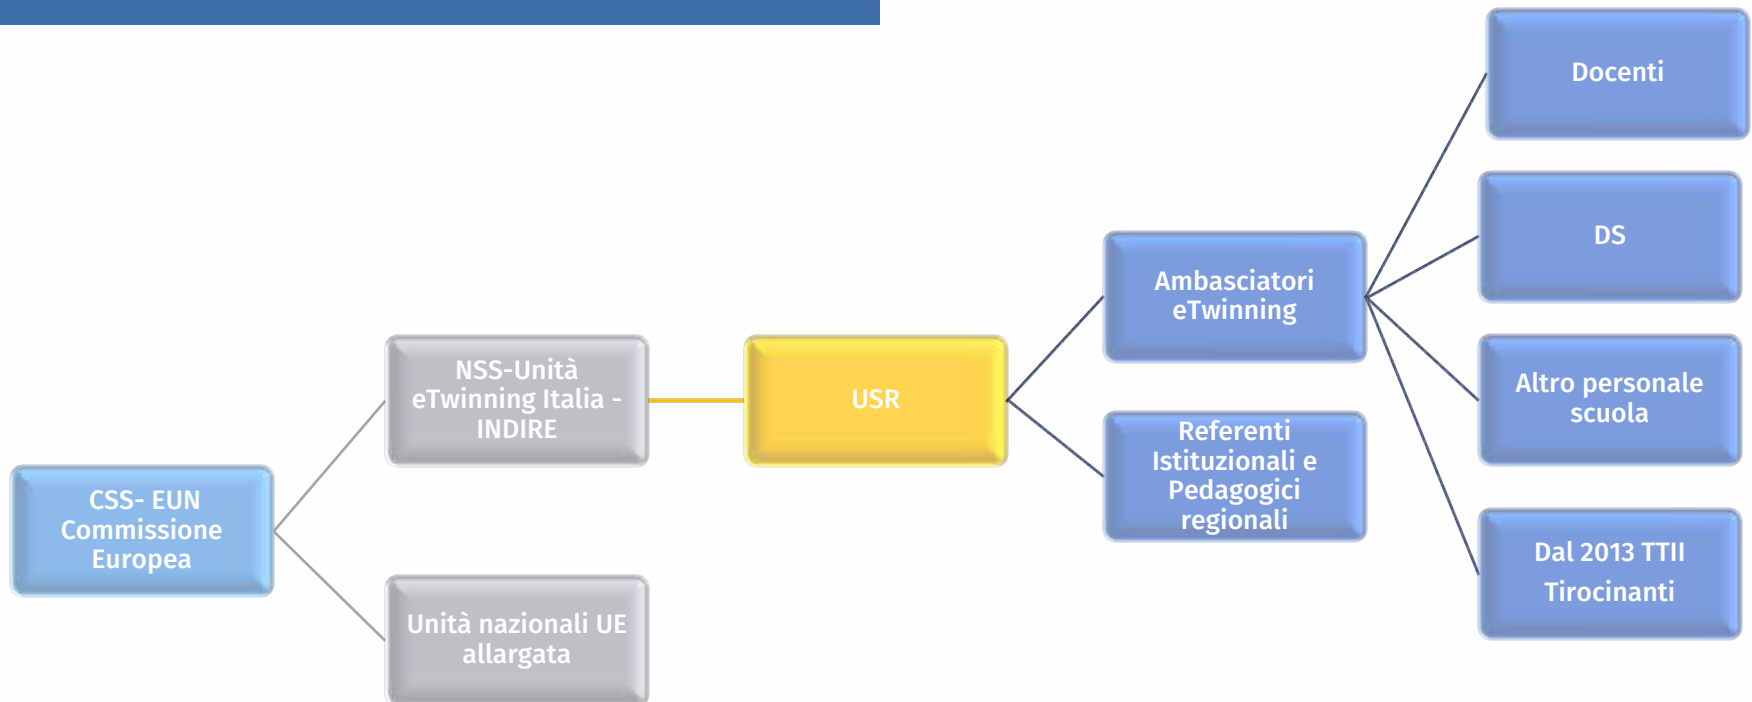 CSS- EUN
Commissione
Europea
NSS-Unità
eTwinning Italia -
INDIRE
Unità nazionali UE
allargata
USR
Ambasciatori
eTwinning
Referenti
Istituzionali e
Pedagogici
regionali
Docenti
DS
Altro personale
scuola
Dal 2013 TTII
Tirocinanti